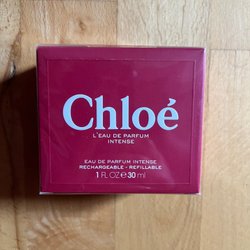 Chloé
L'EAU DE PARFUM
INTENSE
EAU DE PARFUM INTENSE
RECHARGEABLE - REFILLABLE
1 FL OZ ℮ 30 ml